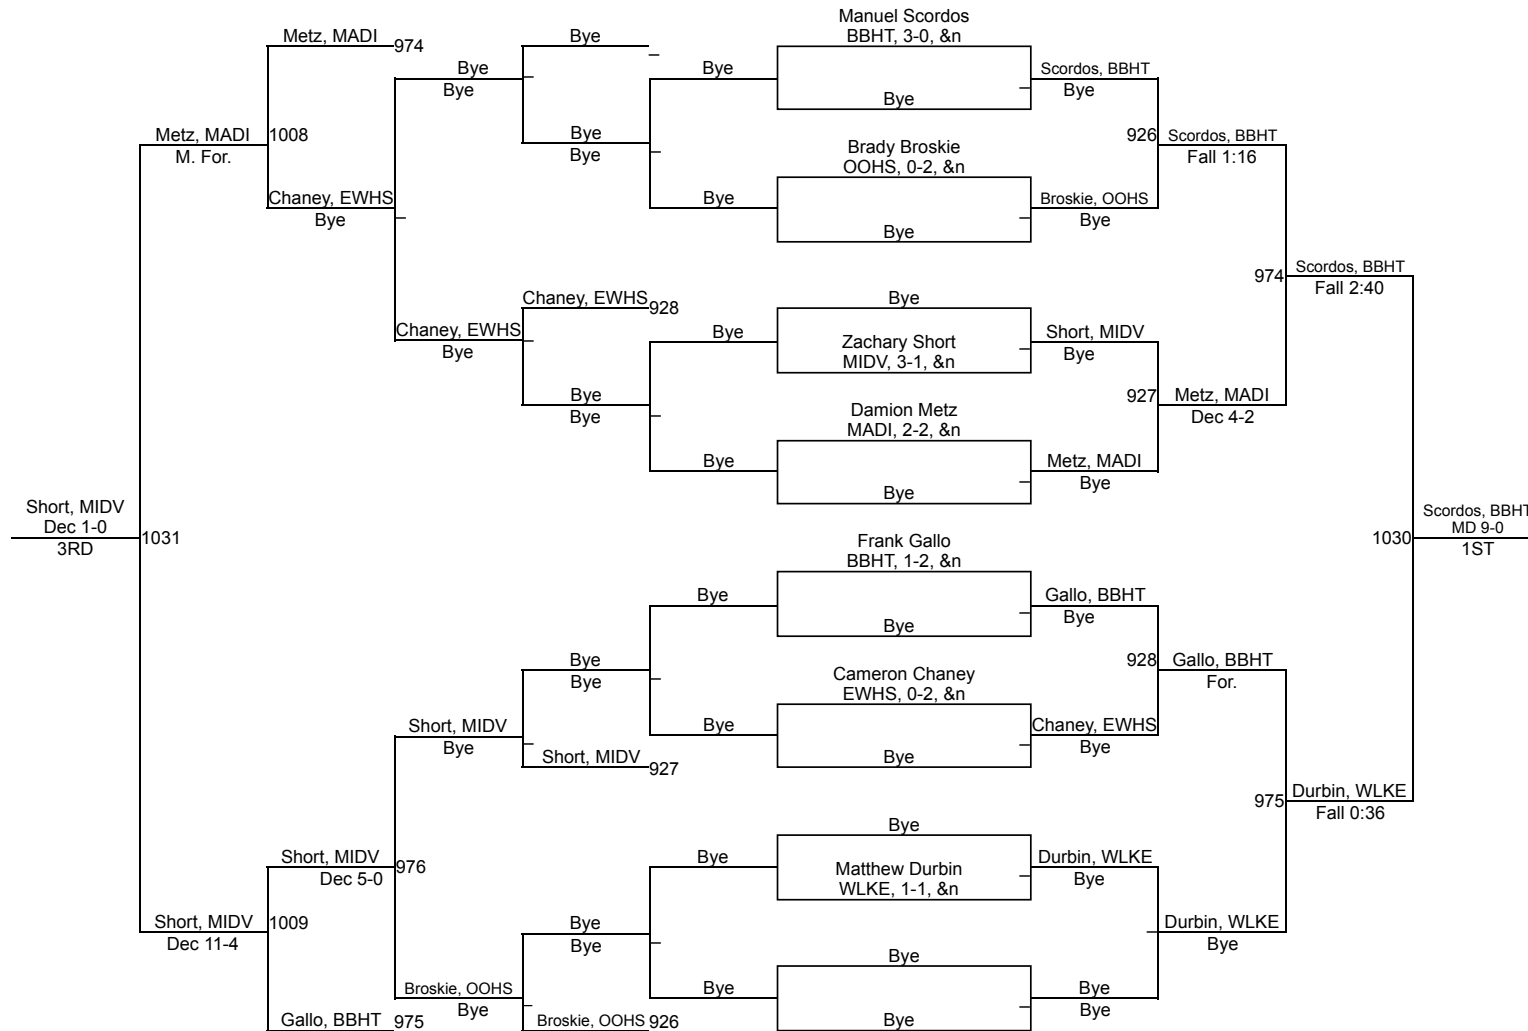 Manuel Scordos
BBHT, 3-0, &n
Metz, MADI
974
Bye
Bye
Bye
Bye
Scordos, BBHT
Bye
Bye
Metz, MADI
M. For.
1008
Bye
Bye
926
Scordos, BBHT
Fall 1:16
Brady Broskie
OOHS, 0-2, &n
Chaney, EWHS
Bye
Bye
Broskie, OOHS
Bye
Bye
974
Scordos, BBHT
Fall 2:40
Chaney, EWHS
928
Bye
Chaney, EWHS
Bye
Bye
Zachary Short
MIDV, 3-1, &n
Short, MIDV
Bye
927
Metz, MADI
Dec 4-2
Bye
Bye
Damion Metz
MADI, 2-2, &n
Bye
Metz, MADI
Bye
Bye
Short, MIDV
Dec 1-0
3RD
1031
1030
Scordos, BBHT
MD 9-0
1ST
Frank Gallo
BBHT, 1-2, &n
Bye
Gallo, BBHT
Bye
Bye
Bye
Bye
928
Gallo, BBHT
For.
Cameron Chaney
EWHS, 0-2, &n
Short, MIDV
Bye
Bye
Chaney, EWHS
Bye
Short, MIDV
927
Bye
975
Durbin, WLKE
Fall 0:36
Bye
Short, MIDV
Dec 5-0
976
Bye
Matthew Durbin
WLKE, 1-1, &n
Durbin, WLKE
Bye
Short, MIDV
Dec 11-4
1009
Bye
Bye
Durbin, WLKE
Bye
Bye
Broskie, OOHS
Bye
Bye
Bye
Bye
Gallo, BBHT
975
Broskie, OOHS
926
Bye